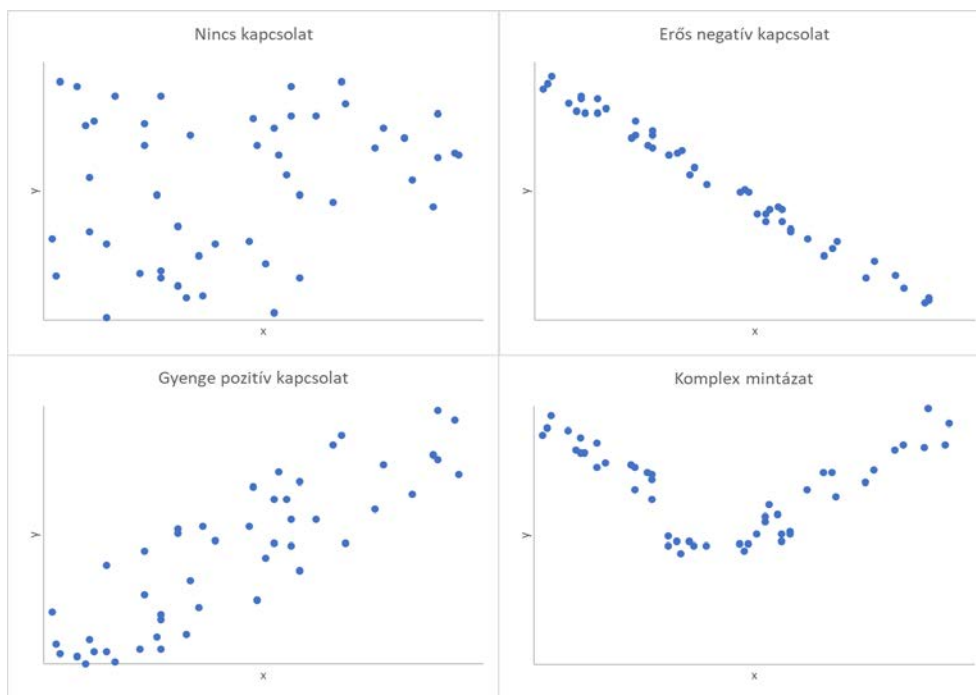 Nincs kapcsolat
y
x
Erős negatív kapcsolat
y
x
Gyenge pozitív kapcsolat
y
x
Komplex mintázat
y
x